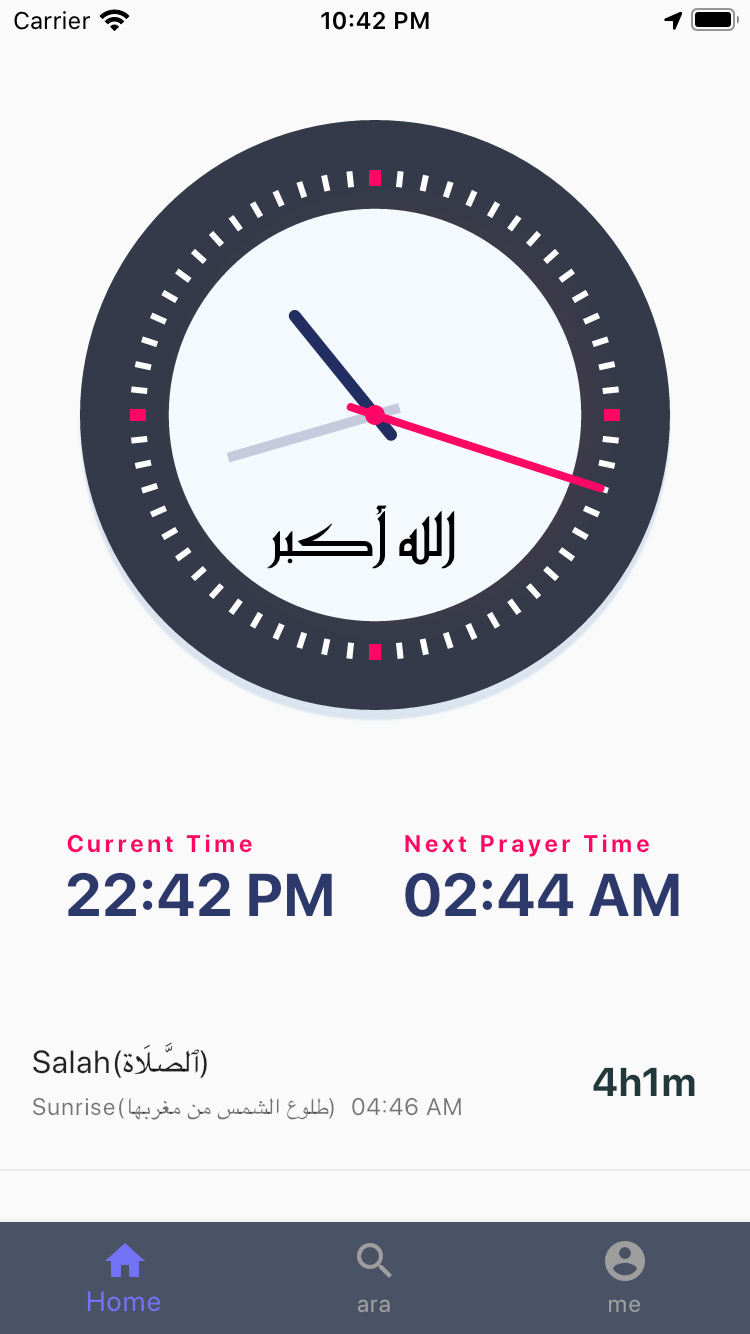 Carrier 10:42 PM
الله أكبر
Current Time Next Prayer Time
22:42 PM 02:44 AM
Salah(ٱلصَّلَاة)
4h1m
Sunrise(طلوع الشمس من مغربها) 04:46 AM
Home ara me